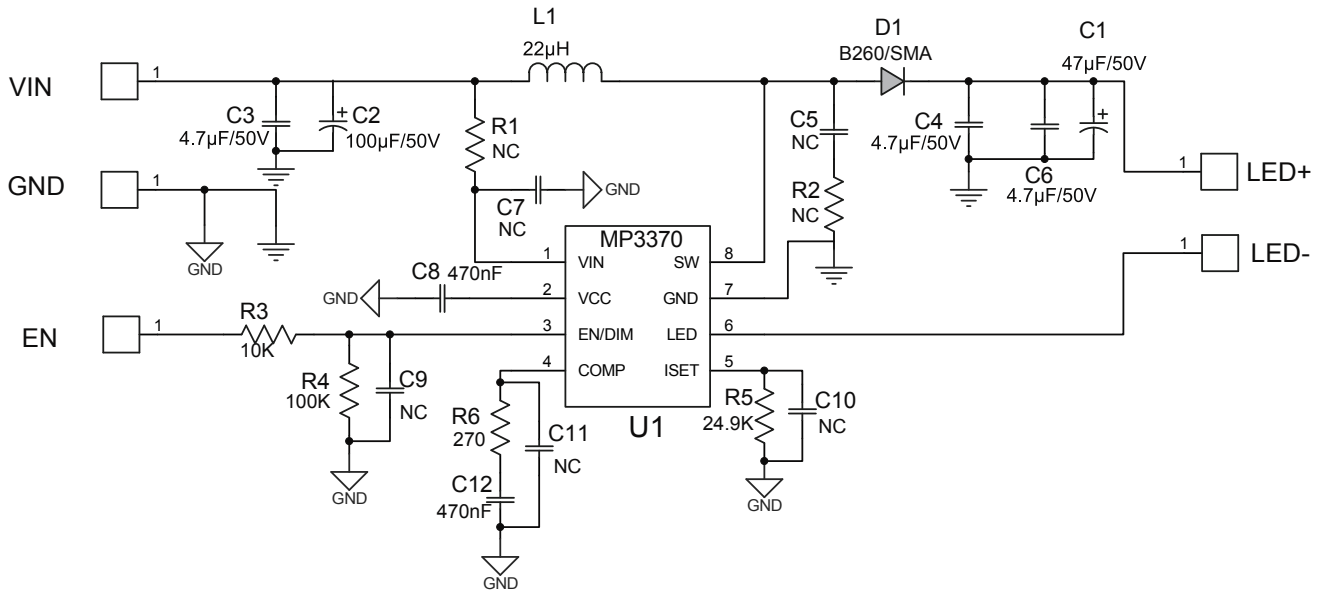 L1
22µH
D1
B260/SMA
C1
47µF/50V
VIN
1
C3
4.7µF/50V
+
C2
100µF/50V
R1
NC
C5
NC
C4
4.7µF/50V
+
C6
4.7µF/50V
1
LED+
GND
1
GND
C7
NC
GND
R2
NC
MP3370
1
VIN
SW
8
2
VCC
GND
7
3
EN/DIM
LED
6
4
COMP
ISET
5
U1
1
LED-
C8
470nF
GND
EN
1
R3
10K
R4
100K
C9
NC
GND
R6
270
C11
NC
C12
470nF
GND
R5
24.9K
C10
NC
GND